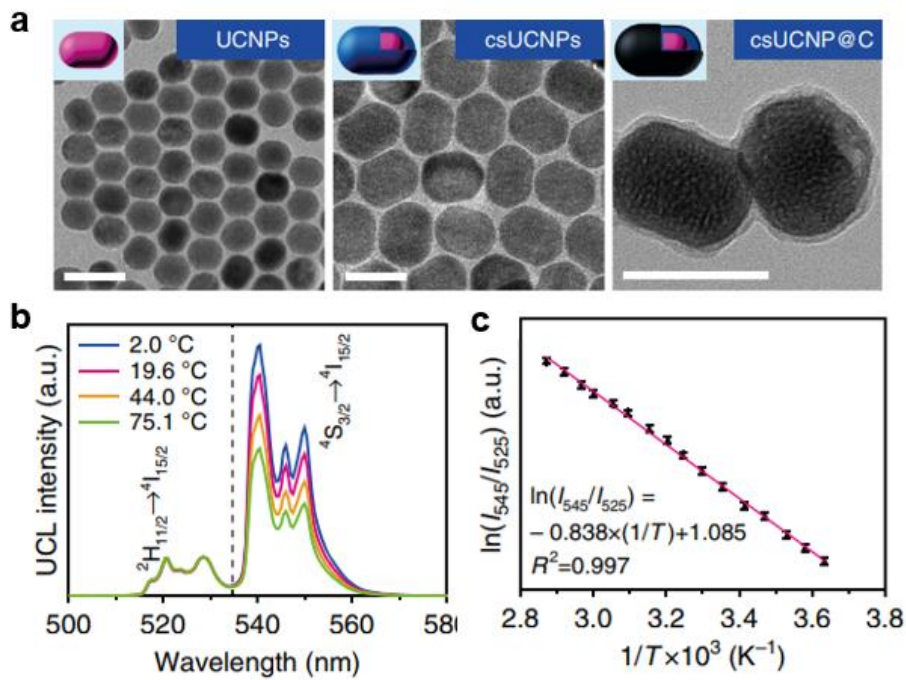 a
UCNPs
csUCNPs
csUCNP@C
b
2.0 °C
19.6 °C
44.0 °C
75.1 °C
²H₁₁/₂→⁴I₁₅/₂
⁴S₃/₂→⁴I₁₅/₂
UCL intensity (a.u.)
500 520 540 560 580
Wavelength (nm)
c
ln(I₅₄₅/I₅₂₅) (a.u.)
ln(I₅₄₅/I₅₂₅) =
− 0.838×(1/T)+1.085
R²=0.997
2.8 3.0 3.2 3.4 3.6 3.8
1/T×10³ (K⁻¹)